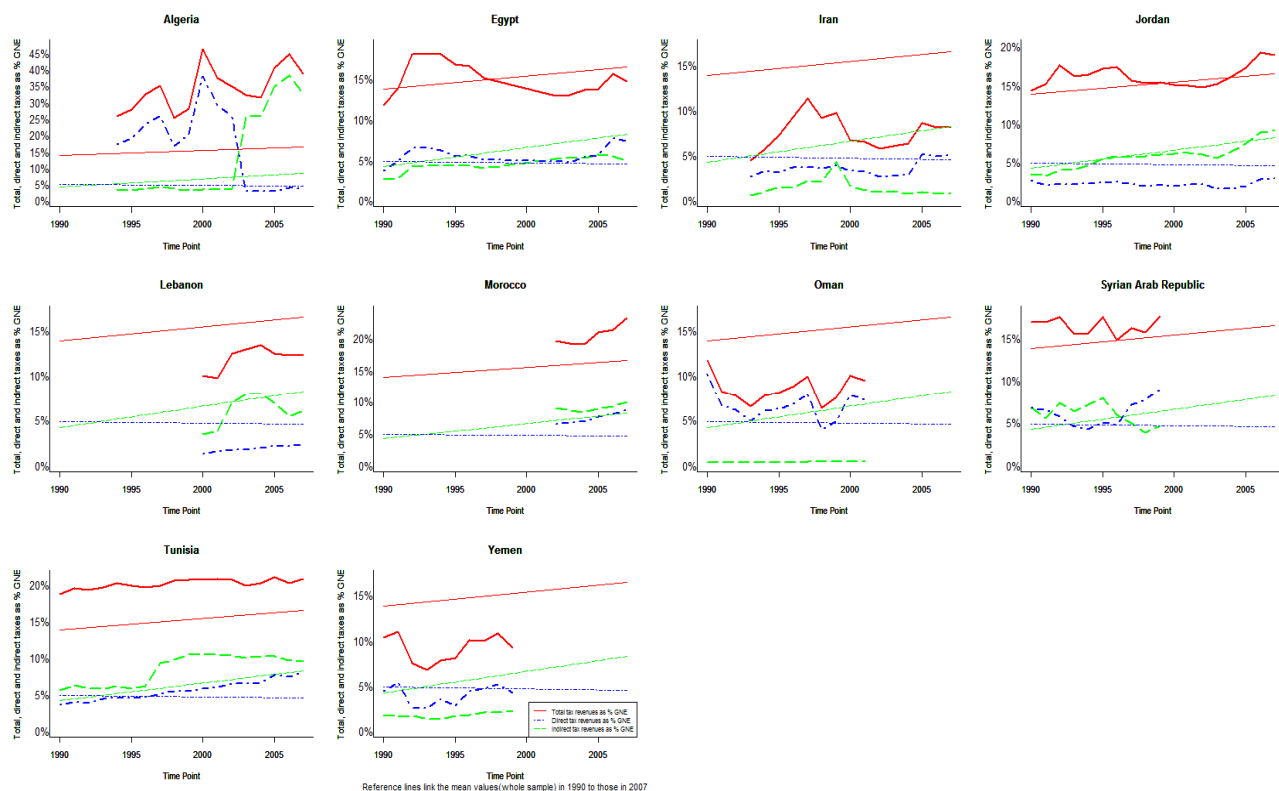 Algeria
Total, direct and indirect taxes as % GNE
45%
40%
35%
30%
25%
20%
15%
10%
5%
0%
1990
1995
2000
2005
Time Point
Egypt
Total, direct and indirect taxes as % GNE
15%
10%
5%
0%
1990
1995
2000
2005
Time Point
Iran
Total, direct and indirect taxes as % GNE
15%
10%
5%
0%
1990
1995
2000
2005
Time Point
Jordan
Total, direct and indirect taxes as % GNE
20%
15%
10%
5%
0%
1990
1995
2000
2005
Time Point
Lebanon
Total, direct and indirect taxes as % GNE
15%
10%
5%
0%
1990
1995
2000
2005
Time Point
Morocco
Total, direct and indirect taxes as % GNE
20%
15%
10%
5%
0%
1990
1995
2000
2005
Time Point
Oman
Total, direct and indirect taxes as % GNE
15%
10%
5%
0%
1990
1995
2000
2005
Time Point
Syrian Arab Republic
Total, direct and indirect taxes as % GNE
15%
10%
5%
0%
1990
1995
2000
2005
Time Point
Tunisia
Total, direct and indirect taxes as % GNE
20%
15%
10%
5%
0%
1990
1995
2000
2005
Time Point
Yemen
Total, direct and indirect taxes as % GNE
15%
10%
5%
0%
1990
1995
2000
2005
Time Point
Total tax revenues as % GNE
Direct tax revenues as % GNE
Indirect tax revenues as % GNE
Reference lines link the mean values(whole sample) in 1990 to those in 2007